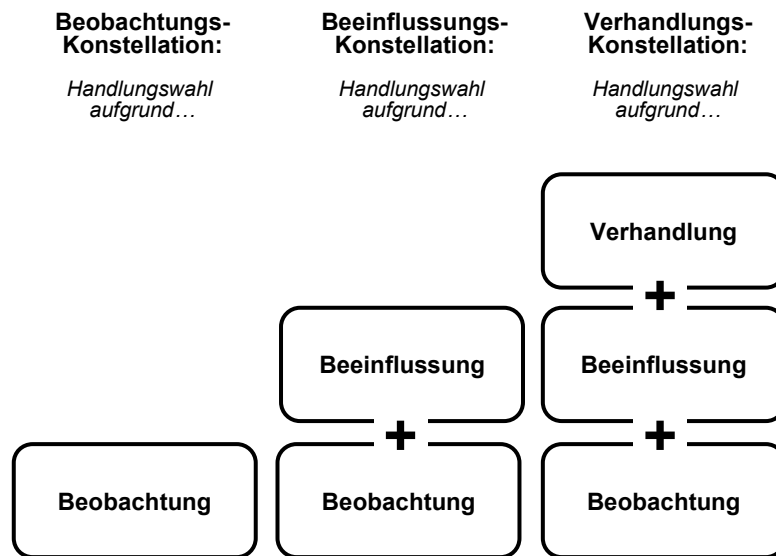 Beobachtungs-
Konstellation:
Handlungswahl
aufgrund…
Beeinflussungs-
Konstellation:
Handlungswahl
aufgrund…
Verhandlungs-
Konstellation:
Handlungswahl
aufgrund…
Verhandlung
+
Beeinflussung
Beeinflussung
+
+
Beobachtung
Beobachtung
Beobachtung